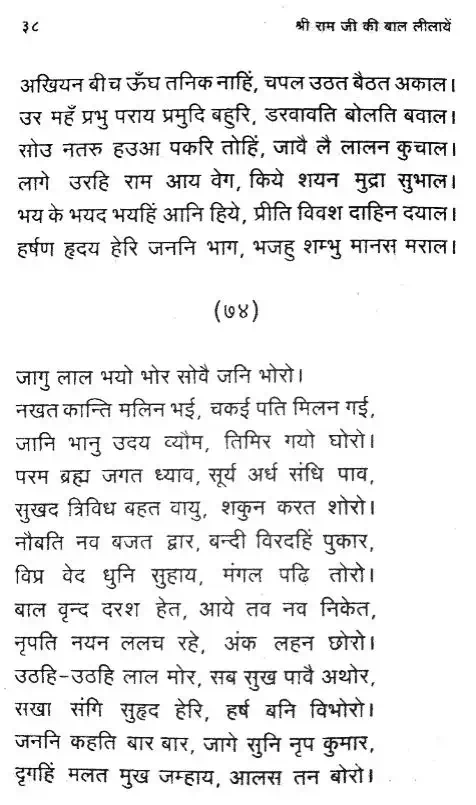 ३८
श्री राम जी की बाल लीलायें
अखियन बीच ऊँघ तनिक नाहिं, चपल उठत बैठत अकाल।
उर महँ प्रभु पराय प्रमुदि बहुरि, डरवावति बोलति बवाल।
सोउ नतरु हउआ पकरि तोहिं, जावै लै लालन कुचाल।
लागे उरहि राम आय वेग, किये शयन मुद्रा सुभाल।
भय के भयद भयहिं आनि हिये, प्रीति विवश दाहिन दयाल।
हर्षण हृदय हेरि जननि भाग, भजहु शम्भु मानस मराल।
(७४)
जागु लाल भयो भोर सोवै जनि भोरो।
नखत कान्ति मलिन भई, चकई पति मिलन गई,
जानि भानु उदय व्यौम, तिमिर गयो घोरो।
परम ब्रह्म जगत ध्याव, सूर्य अर्ध संधि पाव,
सुखद त्रिविध बहत वायु, शकुन करत शोरो।
नौबति नव बजत द्वार, बन्दी विरदहिं पुकार,
विप्र वेद धुनि सुहाय, मंगल पढि तोरो।
बाल वृन्द दरश हेत, आये तव नव निकेत,
नृपति नयन ललच रहे, अंक लहन छोरो।
उठहि-उठहि लाल मोर, सब सुख पावै अथोर,
सखा संगि सुहृद हेरि, हर्ष बनि विभोरो।
जननि कहति बार बार, जागे सुनि नृप कुमार,
दृगहिं मलत मुख जम्हाय, आलस तन बोरो।